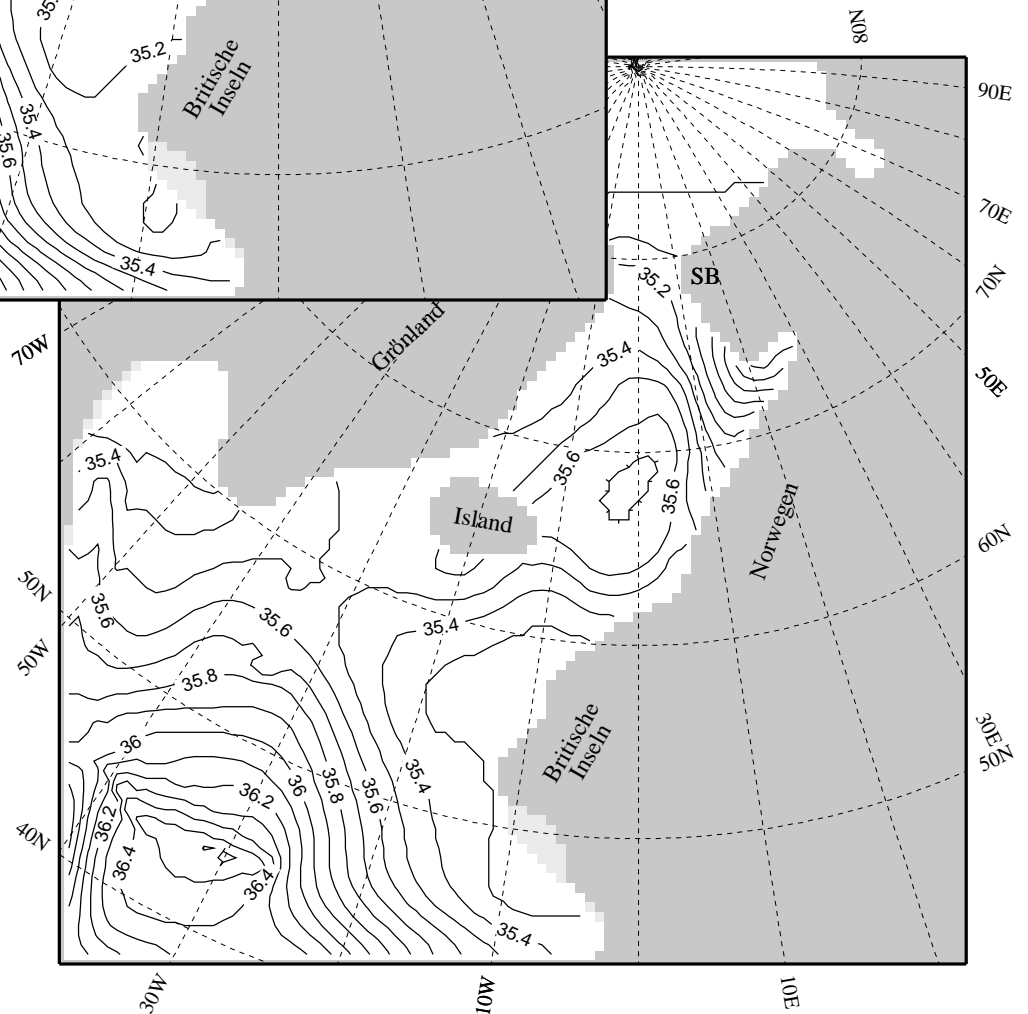 35.2
Britische
Inseln
35.4
35.6
35.4
80N
90E
70E
70N
SB
35.2
70W
Grönland
35.4
50E
35.4
35.6
35.6
Island
Norwegen
60N
50N
35.6
35.6
35.4
50W
35.8
30E
50N
36
Britische
Inseln
35.4
36.2
36
35.8
35.6
36.2
40N
36.4
36.4
35.4
30W
10W
10E